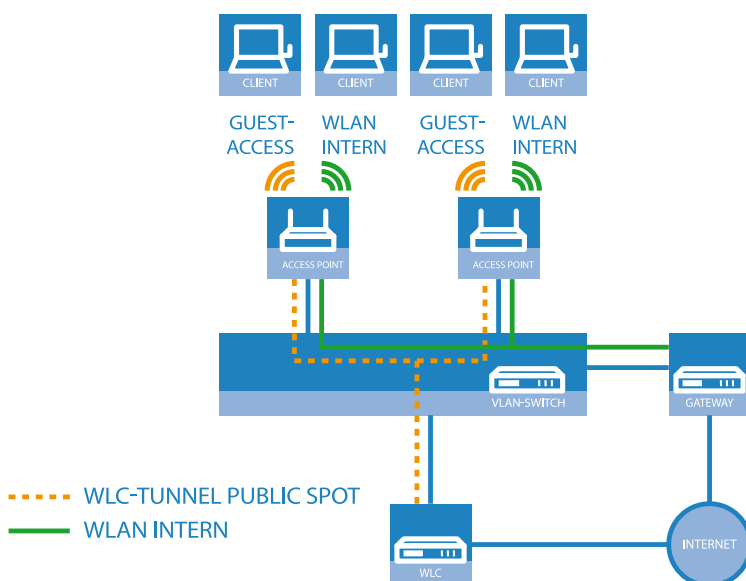 CLIENT
CLIENT
CLIENT
CLIENT
GUEST-
ACCESS
WLAN
INTERN
GUEST-
ACCESS
WLAN
INTERN
ACCESS POINT
ACCESS POINT
VLAN-SWITCH
GATEWAY
WLC-TUNNEL PUBLIC SPOT
WLAN INTERN
INTERNET
WLC